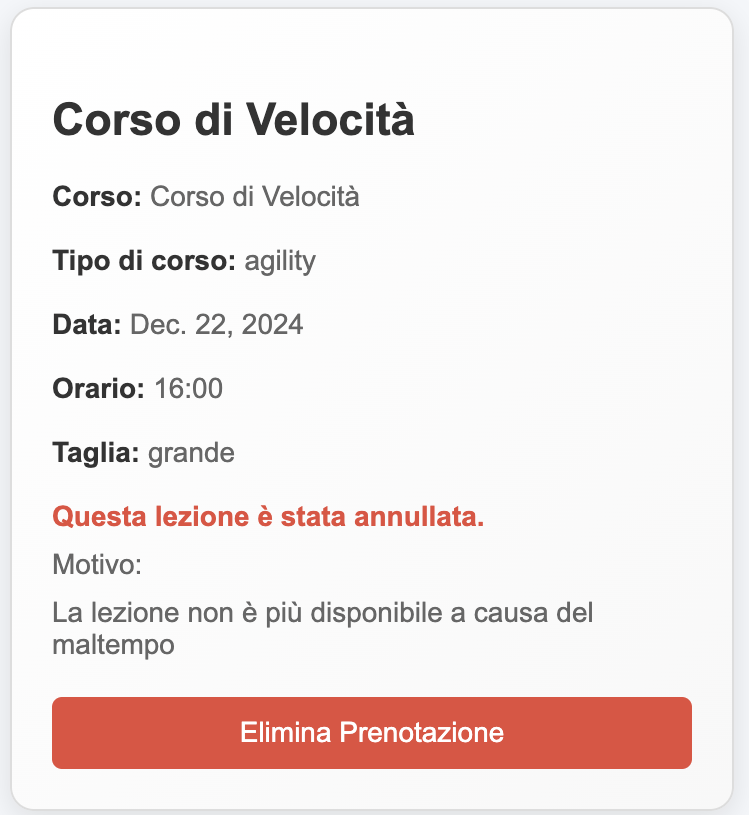 Corso di Velocità
Corso: Corso di Velocità
Tipo di corso: agility
Data: Dec. 22, 2024
Orario: 16:00
Taglia: grande
Questa lezione è stata annullata.
Motivo:
La lezione non è più disponibile a causa del
maltempo
Elimina Prenotazione